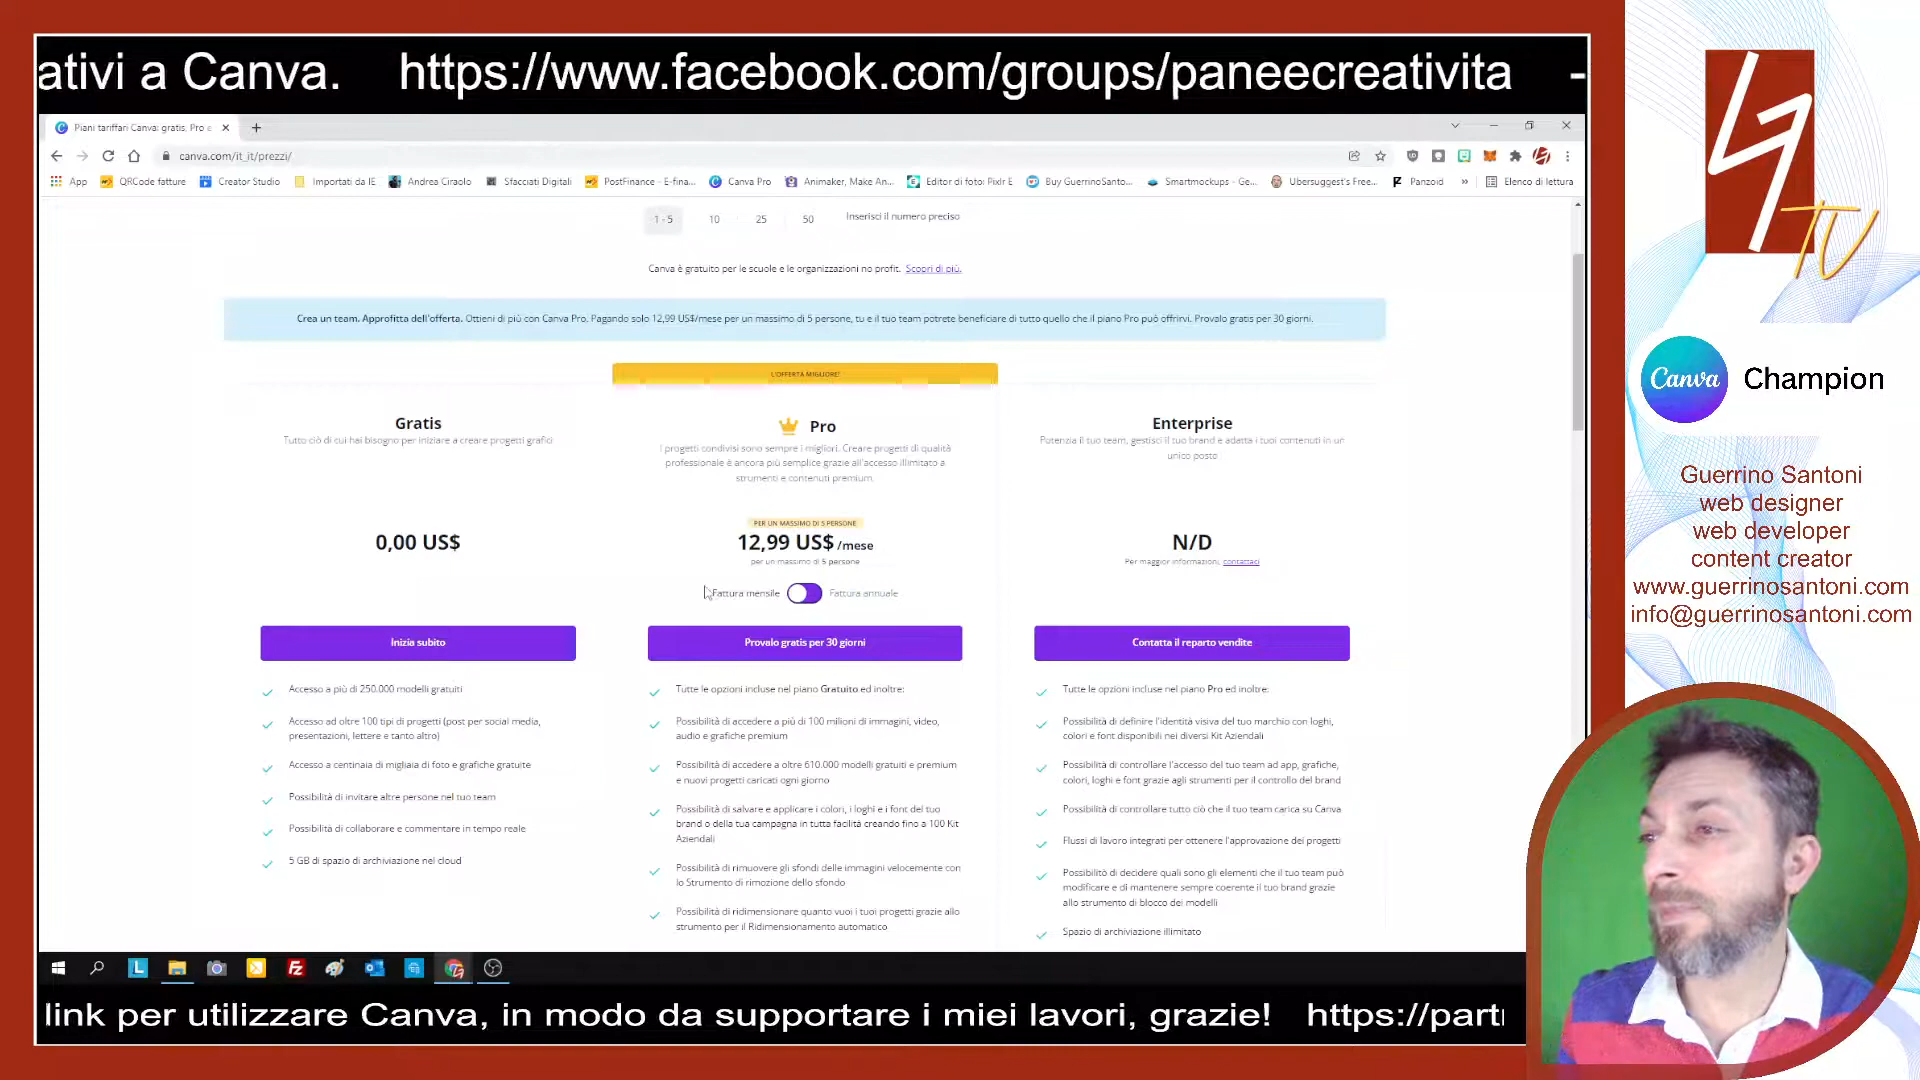 ativi a Canva. https://www.facebook.com/groups/paneecreativita -
Piani tariffari Canva: gratis, Pro e
canva.com/it_it/prezzi/
App QRCode fatture Creator Studio Importati da IE Andrea Ciraolo Sfacciati Digitali PostFinance - E-fina... Canva Pro Animaker, Make An... Editor di foto: Pixlr E Buy GuerrinoSanto... Smartmockups - Ge... Ubersuggest's Free... Panzoid » Elenco di lettura
1 - 5 10 25 50 Inserisci il numero preciso
Canva è gratuito per le scuole e le organizzazioni no profit. Scopri di più.
Crea un team. Approfitta dell'offerta. Ottieni di più con Canva Pro. Pagando solo 12,99 US$/mese per un massimo di 5 persone, tu e il tuo team potrete beneficiare di tutto quello che il piano Pro può offrirvi. Provalo gratis per 30 giorni.
L'OFFERTA MIGLIORE!
Gratis
Tutto ciò di cui hai bisogno per iniziare a creare progetti grafici
0,00 US$
Inizia subito
Accesso a più di 250.000 modelli gratuiti
Accesso ad oltre 100 tipi di progetti (post per social media,
presentazioni, lettere e tanto altro)
Accesso a centinaia di migliaia di foto e grafiche gratuite
Possibilità di invitare altre persone nel tuo team
Possibilità di collaborare e commentare in tempo reale
5 GB di spazio di archiviazione nel cloud
Pro
I progetti condivisi sono sempre i migliori. Creare progetti di qualità
professionale è ancora più semplice grazie all'accesso illimitato a
strumenti e contenuti premium.
PER UN MASSIMO DI 5 PERSONE
12,99 US$ /mese
per un massimo di 5 persone
Fattura mensile Fattura annuale
Provalo gratis per 30 giorni
Tutte le opzioni incluse nel piano Gratuito ed inoltre:
Possibilità di accedere a più di 100 milioni di immagini, video,
audio e grafiche premium
Possibilità di accedere a oltre 610.000 modelli gratuiti e premium
e nuovi progetti caricati ogni giorno
Possibilità di salvare e applicare i colori, i loghi e i font del tuo
brand o della tua campagna in tutta facilità creando fino a 100 Kit
Aziendali
Possibilità di rimuovere gli sfondi delle immagini velocemente con
lo Strumento di rimozione dello sfondo
Possibilità di ridimensionare quanto vuoi i tuoi progetti grazie allo
strumento per il Ridimensionamento automatico
Enterprise
Potenzia il tuo team, gestisci il tuo brand e adatta i tuoi contenuti in un
unico posto
N/D
Per maggior informazioni, contattaci
Contatta il reparto vendite
Tutte le opzioni incluse nel piano Pro ed inoltre:
Possibilità di definire l'identità visiva del tuo marchio con loghi,
colori e font disponibili nei diversi Kit Aziendali
Possibilità di controllare l'accesso del tuo team ad app, grafiche,
colori, loghi e font grazie agli strumenti per il controllo del brand
Possibilità di controllare tutto ciò che il tuo team carica su Canva
Flussi di lavoro integrati per ottenere l'approvazione dei progetti
Possibilità di decidere quali sono gli elementi che il tuo team può
modificare e di mantenere sempre coerente il tuo brand grazie
allo strumento di blocco dei modelli
Spazio di archiviazione illimitato
link per utilizzare Canva, in modo da supportare i miei lavori, grazie! https://part
TV
Canva Champion
Guerrino Santoni
web designer
web developer
content creator
www.guerrinosantoni.com
info@guerrinosantoni.com